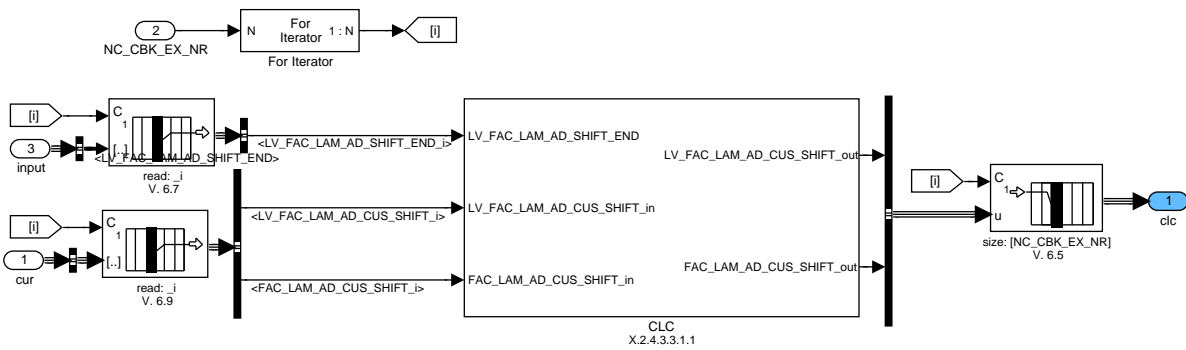 2
NC_CBK_EX_NR
N
For
Iterator
1 : N
For Iterator
[i]
[i]
C
1
3
input
[..]
<LV_FAC_LAM_AD_SHIFT_END>
read: _i
V. 6.7
<LV_FAC_LAM_AD_SHIFT_END_i>
LV_FAC_LAM_AD_SHIFT_END
[i]
C
1
1
cur
[..]
read: _i
V. 6.9
<LV_FAC_LAM_AD_CUS_SHIFT_i>
LV_FAC_LAM_AD_CUS_SHIFT_in
<FAC_LAM_AD_CUS_SHIFT_i>
FAC_LAM_AD_CUS_SHIFT_in
LV_FAC_LAM_AD_CUS_SHIFT_out
FAC_LAM_AD_CUS_SHIFT_out
CLC
X.2.4.3.3.1.1
[i]
C
1
u
size: [NC_CBK_EX_NR]
V. 6.5
1
clc